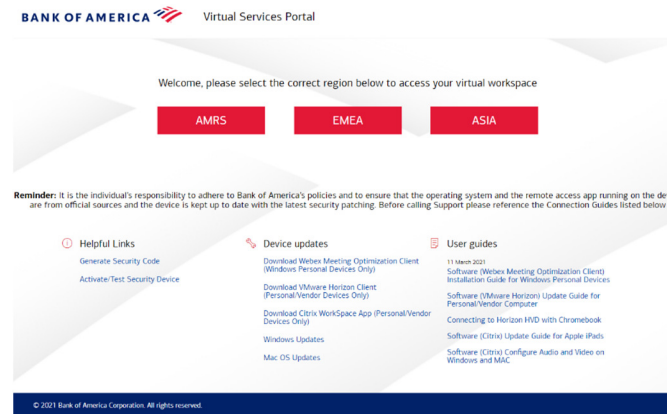 BANK OF AMERICA Virtual Services Portal
Welcome, please select the correct region below to access your virtual workspace
AMRS EMEA ASIA
Reminder: It is the individual's responsibility to adhere to Bank of America's policies and to ensure that the operating system and the remote access app running on the de
are from official sources and the device is kept up to date with the latest security patching. Before calling Support please reference the Connection Guides listed below
Helpful Links
Generate Security Code
Activate/Test Security Device
Device updates
Download Webex Meeting Optimization Client
(Windows Personal Devices Only)
Download VMware Horizon Client
(Personal/Vendor Devices Only)
Download Citrix WorkSpace App (Personal/Vendor
Devices Only)
Windows Updates
Mac OS Updates
User guides
11 March 2021
Software (Webex Meeting Optimization Client)
Installation Guide for Windows Personal Devices
Software (VMware Horizon) Update Guide for
Personal/Vendor Computer
Connecting to Horizon HVD with Chromebook
Software (Citrix) Update Guide for Apple iPads
Software (Citrix) Configure Audio and Video on
Windows and MAC
© 2021 Bank of America Corporation. All rights reserved.